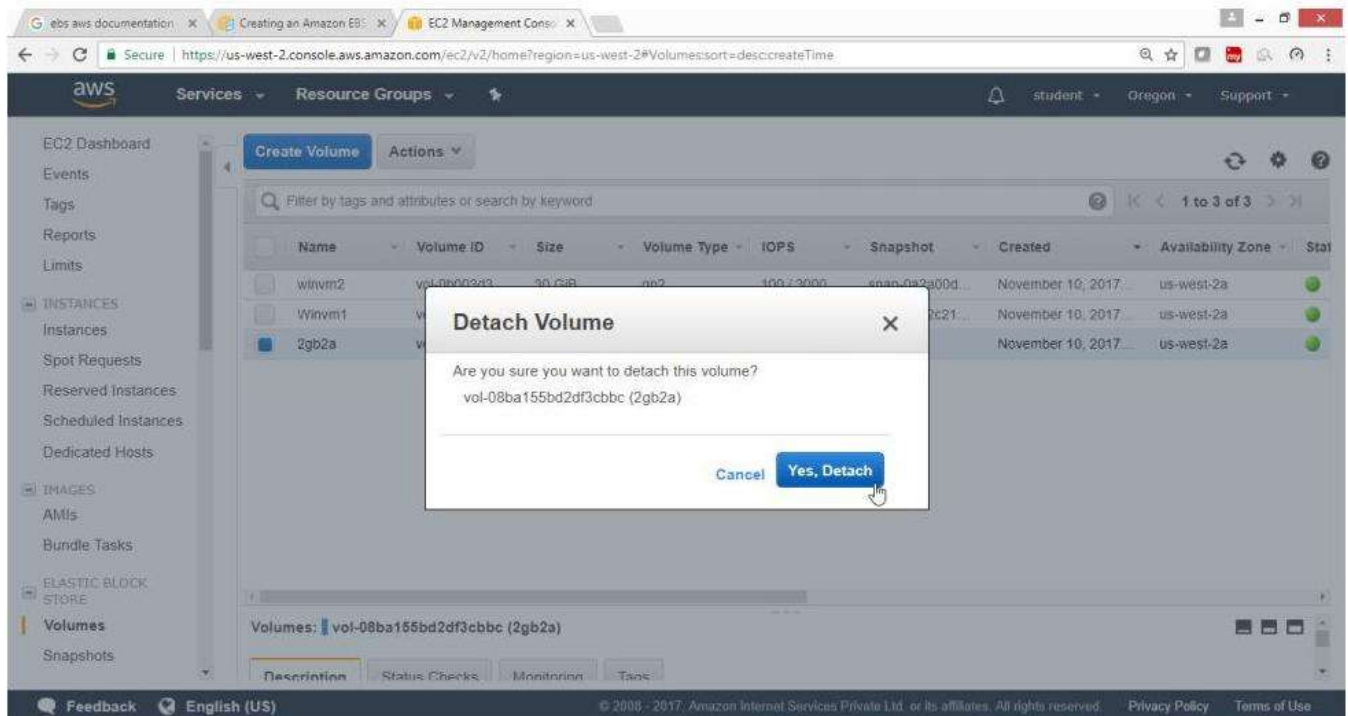 ebs aws documentation
Creating an Amazon EBS
EC2 Management Conso
Secure https://us-west-2.console.aws.amazon.com/ec2/v2/home?region=us-west-2#Volumes:sort=desc:createTime
aws Services Resource Groups student Oregon Support
EC2 Dashboard
Events
Tags
Reports
Limits
INSTANCES
Instances
Spot Requests
Reserved Instances
Scheduled Instances
Dedicated Hosts
IMAGES
AMIs
Bundle Tasks
ELASTIC BLOCK
STORE
Volumes
Snapshots
Create Volume Actions
Filter by tags and attributes or search by keyword 1 to 3 of 3
Name Volume ID Size Volume Type IOPS Snapshot Created Availability Zone Stat
winvm2 vol-0b003d3 30 GiB gp2 100 / 3000 snap-0a2a00d... November 10, 2017... us-west-2a
Winvm1 2c21... November 10, 2017... us-west-2a
2gb2a November 10, 2017... us-west-2a
Detach Volume
Are you sure you want to detach this volume?
vol-08ba155bd2df3cbbc (2gb2a)
Cancel Yes, Detach
Volumes: vol-08ba155bd2df3cbbc (2gb2a)
Description Status Checks Monitoring Tags
Feedback English (US) © 2008 - 2017, Amazon Internet Services Private Ltd. or its affiliates. All rights reserved. Privacy Policy Terms of Use